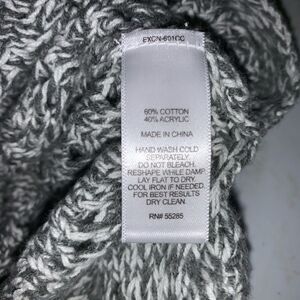 60% COTTON
40% ACRYLIC
MADE IN CHINA
HAND WASH COLD
SEPARATELY.
DO NOT BLEACH.
RESHAPE WHILE DAMP.
LAY FLAT TO DRY.
COOL IRON IF NEEDED.
FOR BEST RESULTS
DRY CLEAN.
RN# 55285